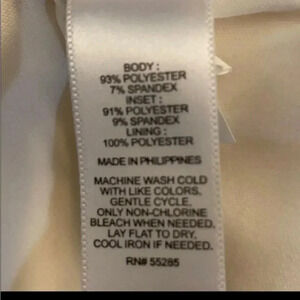 BODY :
93% POLYESTER
7% SPANDEX
INSET :
91% POLYESTER
9% SPANDEX
LINING :
100% POLYESTER
MADE IN PHILIPPINES
MACHINE WASH COLD
WITH LIKE COLORS,
GENTLE CYCLE,
ONLY NON-CHLORINE
BLEACH WHEN NEEDED.
LAY FLAT TO DRY,
COOL IRON IF NEEDED.
RN# 55285